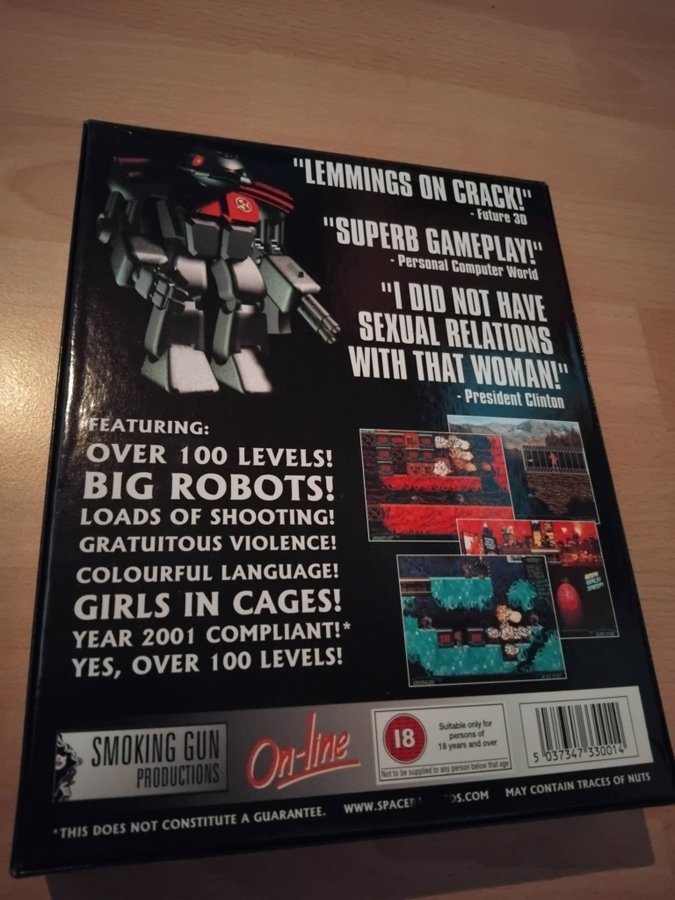 "LEMMINGS ON CRACK!"
- Future 3D
"SUPERB GAMEPLAY!"
- Personal Computer World
"I DID NOT HAVE
SEXUAL RELATIONS
WITH THAT WOMAN!"
- President Clinton
FEATURING:
OVER 100 LEVELS!
BIG ROBOTS!
LOADS OF SHOOTING!
GRATUITOUS VIOLENCE!
COLOURFUL LANGUAGE!
GIRLS IN CAGES!
YEAR 2001 COMPLIANT!*
YES, OVER 100 LEVELS!
SMOKING GUN
PRODUCTIONS
On-line
18
Suitable only for
persons of
18 years and over
Not to be supplied to any person below that age
5 037347 330014
*THIS DOES NOT CONSTITUTE A GUARANTEE.
MAY CONTAIN TRACES OF NUTS